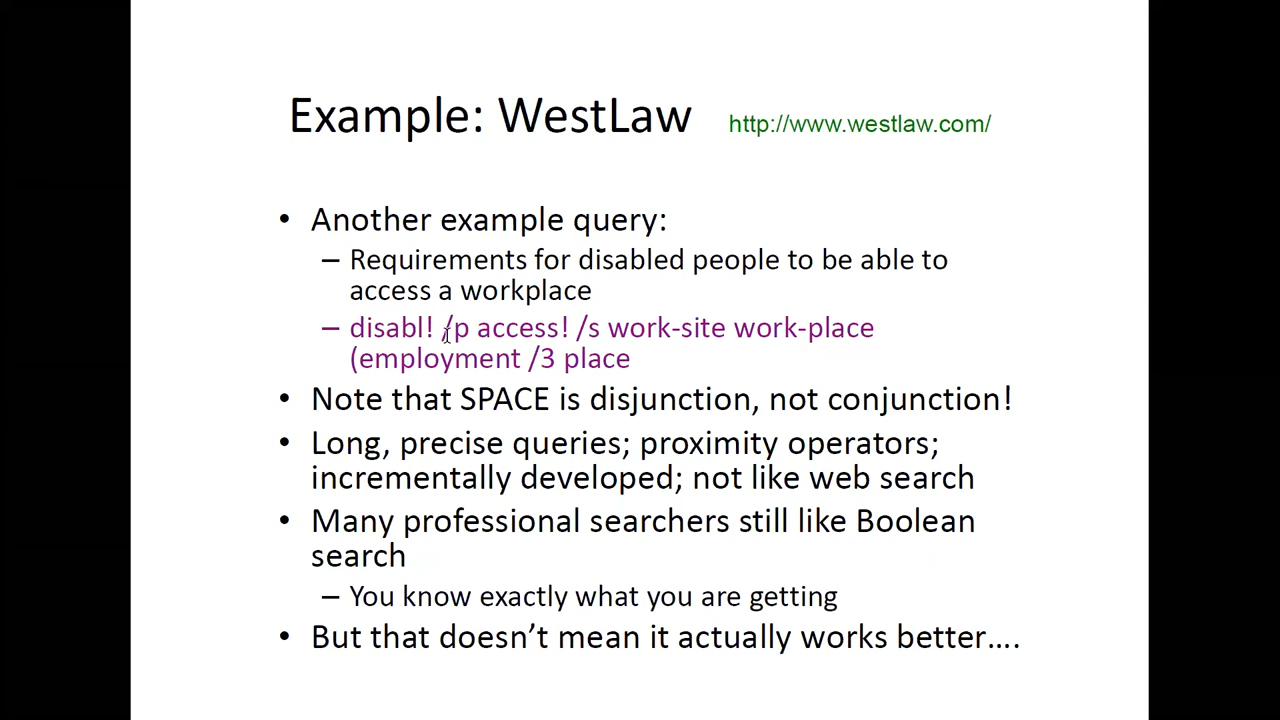 Example: WestLaw http://www.westlaw.com/
• Another example query:
– Requirements for disabled people to be able to
access a workplace
– disabl! /p access! /s work-site work-place
(employment /3 place
• Note that SPACE is disjunction, not conjunction!
• Long, precise queries; proximity operators;
incrementally developed; not like web search
• Many professional searchers still like Boolean
search
– You know exactly what you are getting
• But that doesn’t mean it actually works better….